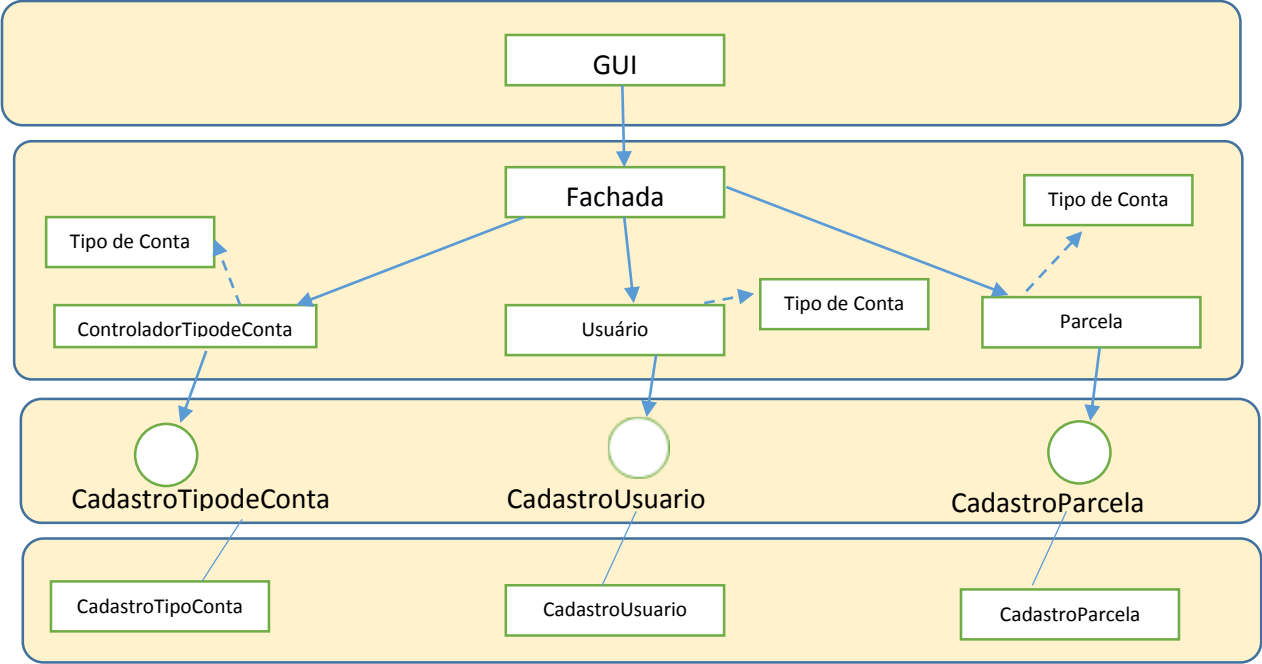 GUI
Fachada
Tipo de Conta
Tipo de Conta
Tipo de Conta
ControladorTipodeConta
Usuário
Parcela
CadastroTipodeConta
CadastroUsuario
CadastroParcela
CadastroTipoConta
CadastroUsuario
CadastroParcela